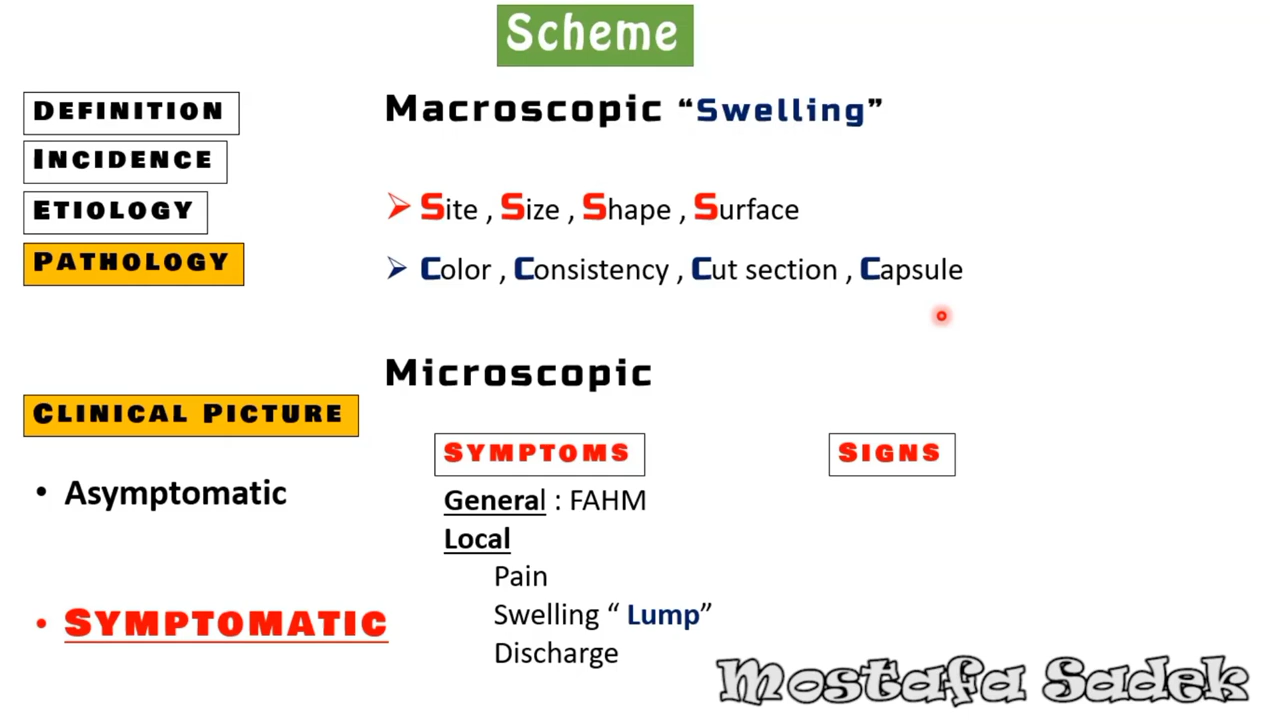 Scheme
DEFINITION
INCIDENCE
ETIOLOGY
PATHOLOGY
Macroscopic “Swelling”
Site , Size , Shape , Surface
Color , Consistency , Cut section , Capsule
Microscopic
CLINICAL PICTURE
• Asymptomatic
• SYMPTOMATIC
SYMPTOMS
General : FAHM
Local
Pain
Swelling “ Lump”
Discharge
SIGNS
Mostafa Sadek